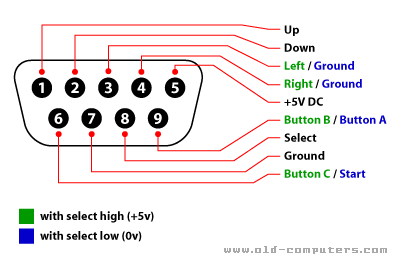 Up
Down
Left / Ground
Right / Ground
+5V DC
Button B / Button A
Select
Ground
Button C / Start
1 2 3 4 5
6 7 8 9
with select high (+5v)
with select low (0v)
www.old-computers.com